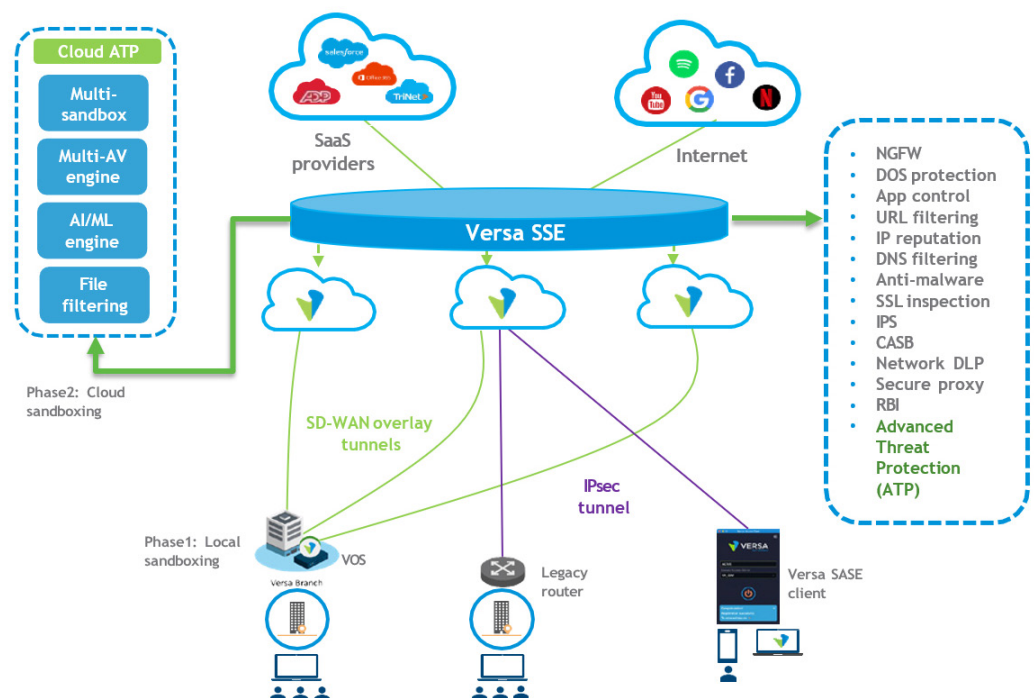 Cloud ATP
Multi-
sandbox
Multi-AV
engine
AI/ML
engine
File
filtering
Phase2: Cloud
sandboxing
salesforce
Office 365
ADP
TriNet
SaaS
providers
You
Tube
G
N
Internet
Versa SSE
• NGFW
• DOS protection
• App control
• URL filtering
• IP reputation
• DNS filtering
• Anti-malware
• SSL inspection
• IPS
• CASB
• Network DLP
• Secure proxy
• RBI
• Advanced
Threat
Protection
(ATP)
SD-WAN overlay
tunnels
IPsec
tunnel
Phase1: Local
sandboxing
VOS
Versa Branch
Legacy
router
VERSA
Versa SASE
client